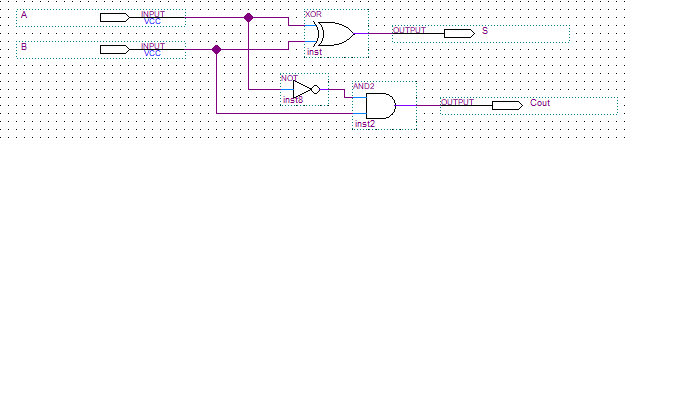 A
INPUT
VCC
B
INPUT
VCC
XOR
inst
OUTPUT
S
NOT
inst8
AND2
inst2
OUTPUT
Cout